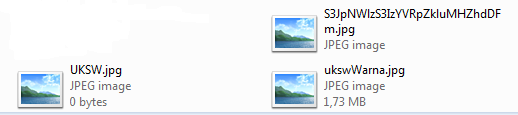 S3JpNWIzS3IzYVRpZkluMHZhdDF
m.jpg
JPEG image
UKSW.jpg
JPEG image
0 bytes
ukswWarna.jpg
JPEG image
1,73 MB